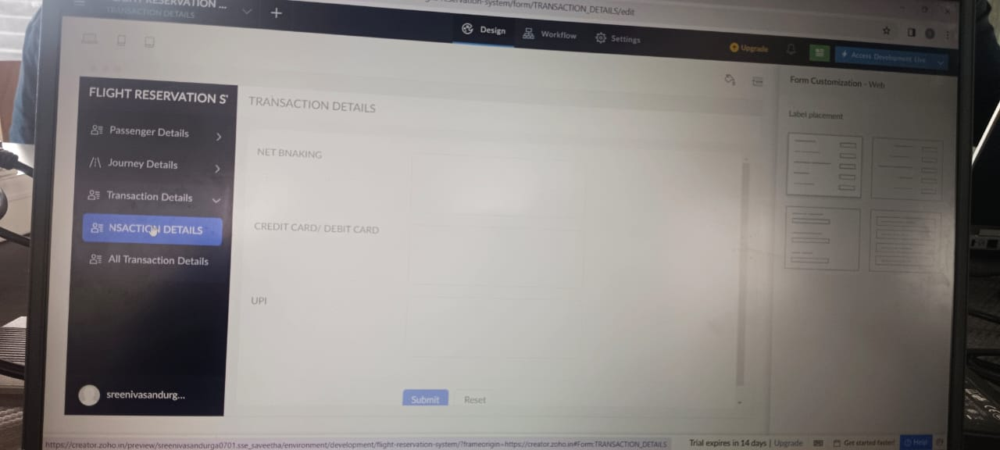 RESERVATION ...
TRANSACTION DETAILS
-system/form/TRANSACTION_DETAILS/edit
Design
Workflow
Settings
Upgrade
Access Development Live
FLIGHT RESERVATION S'
Passenger Details
Journey Details
Transaction Details
NSACTION DETAILS
All Transaction Details
sreenivasandurg...
TRANSACTION DETAILS
NET BNAKING
CREDIT CARD/ DEBIT CARD
UPI
Submit
Reset
Form Customization - Web
Label placement
https://creator.zoho.in/preview/sreenivasandurga0701.sse_saveetha/environment/development/flight-reservation-system/?frameorigin=https://creator.zoho.in#Form:TRANSACTION_DETAILS
Trial expires in 14 days | Upgrade
Get started faster!
Help